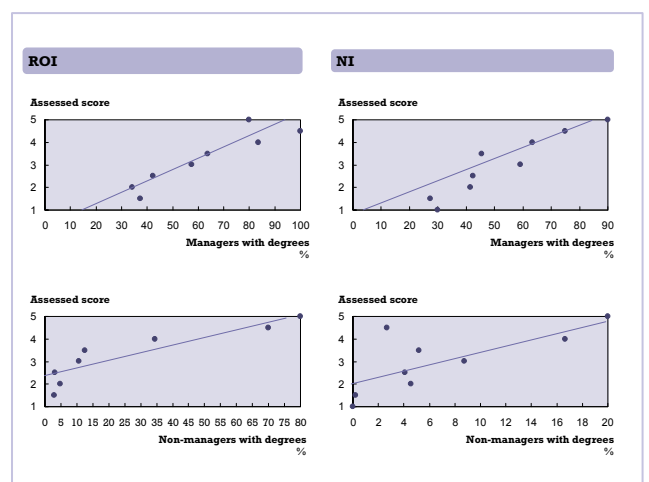 ROI
NI
Assessed score
5
4
3
2
1
0 10 20 30 40 50 60 70 80 90 100
Managers with degrees
%
Assessed score
5
4
3
2
1
0 10 20 30 40 50 60 70 80 90
Managers with degrees
%
Assessed score
5
4
3
2
1
0 5 10 15 20 25 30 35 40 45 50 55 60 65 70 75 80
Non-managers with degrees
%
Assessed score
5
4
3
2
1
0 2 4 6 8 10 12 14 16 18 20
Non-managers with degrees
%